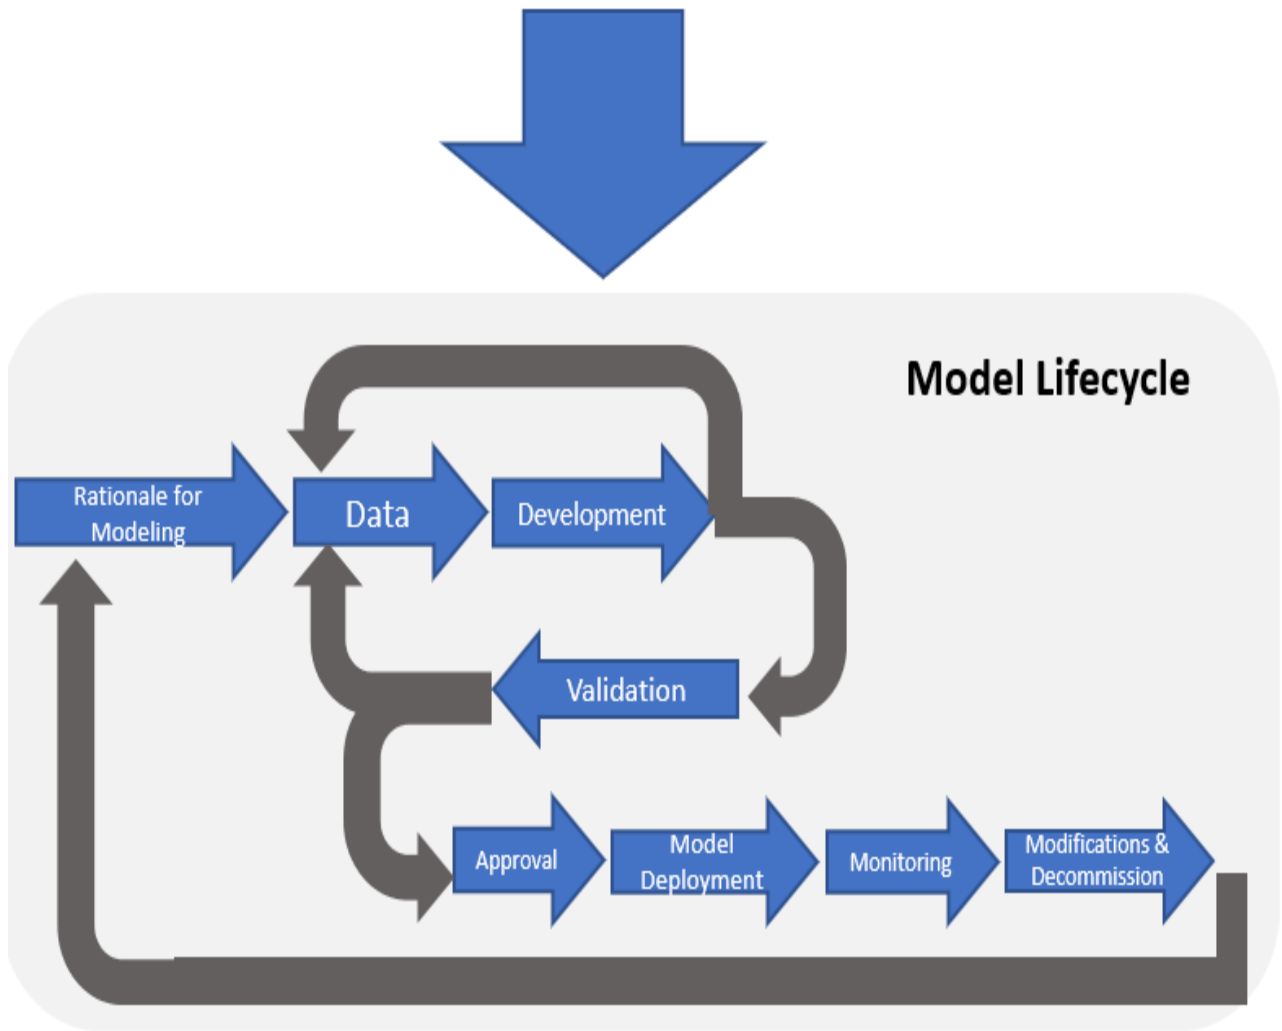 Model Lifecycle
Rationale for
Modeling
Data
Development
Validation
Approval
Model
Deployment
Monitoring
Modifications &
Decommission